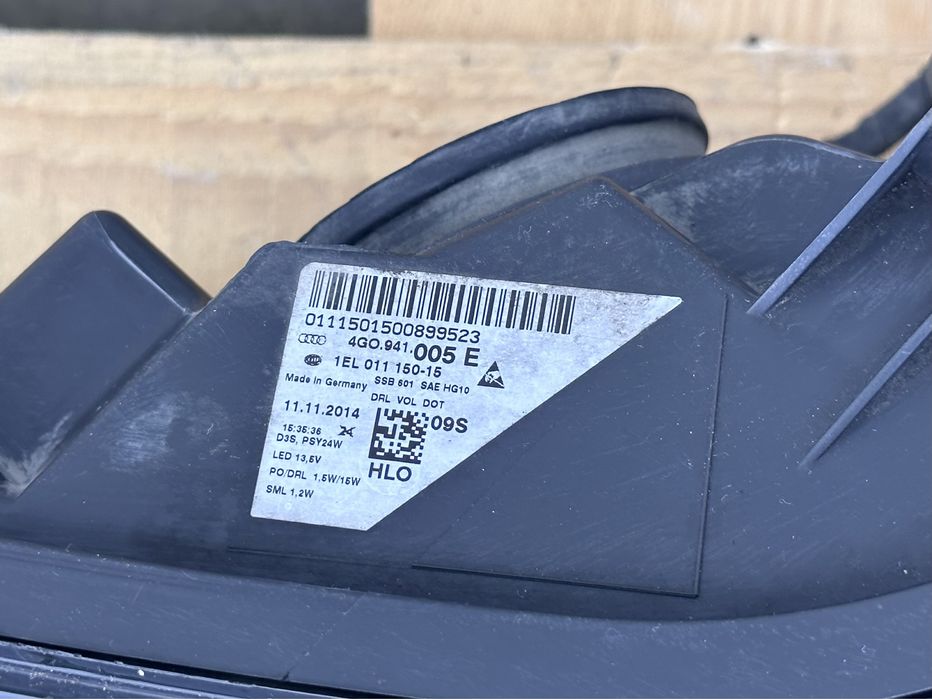 0111501500899523
4G0.941.005 E
1EL 011 150-15
Made in Germany SSB 601 SAE HG10
DRL VOL DOT
11.11.2014
09S
15:35:36 24
D3S, PSY24W
LED 13,5V
HLO
PO/DRL 1,5W/15W
SML 1,2W